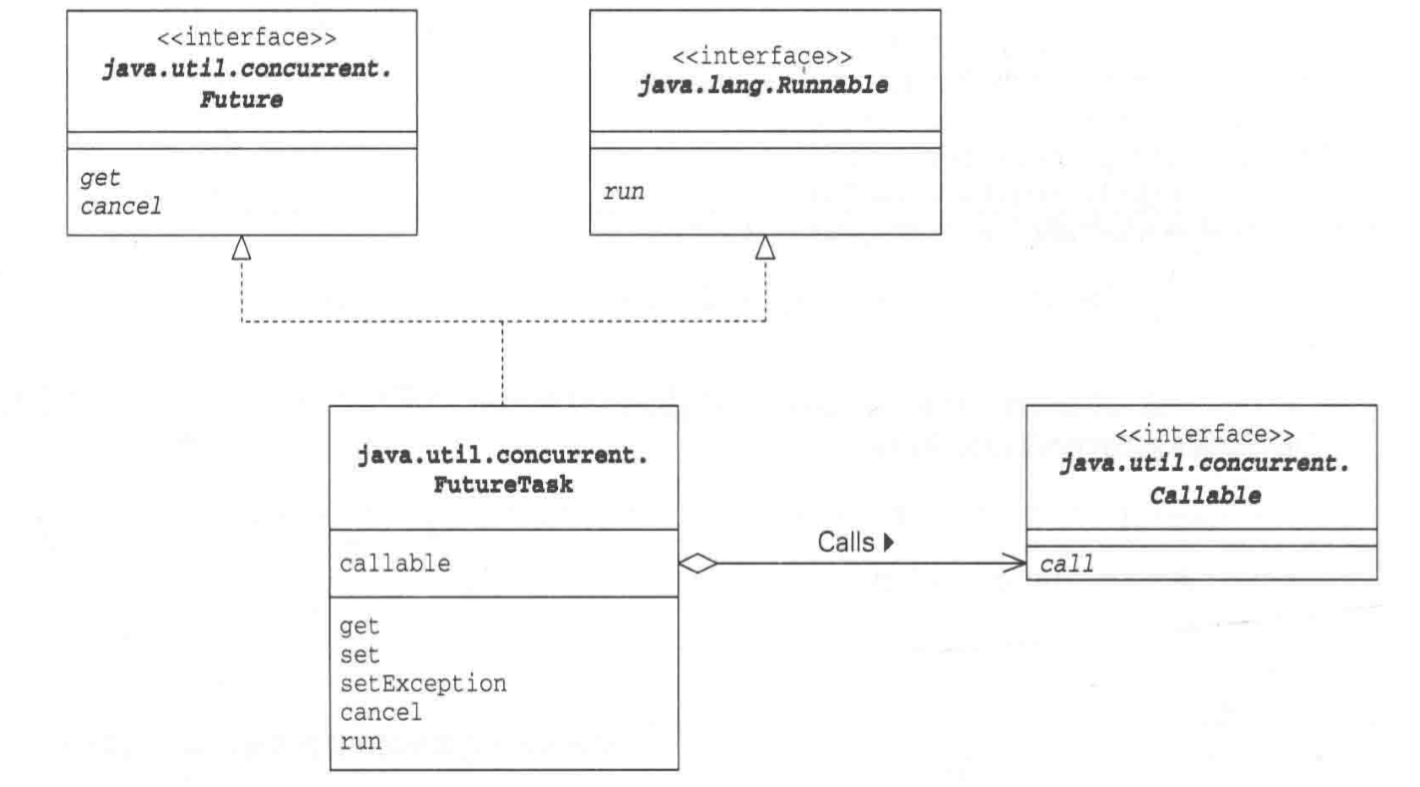 <<interface>>
java.util.concurrent.
Future
get
cancel
<<interface>>
java.lang.Runnable
run
java.util.concurrent.
FutureTask
callable
get
set
setException
cancel
run
Calls ▶
<<interface>>
java.util.concurrent.
Callable
call